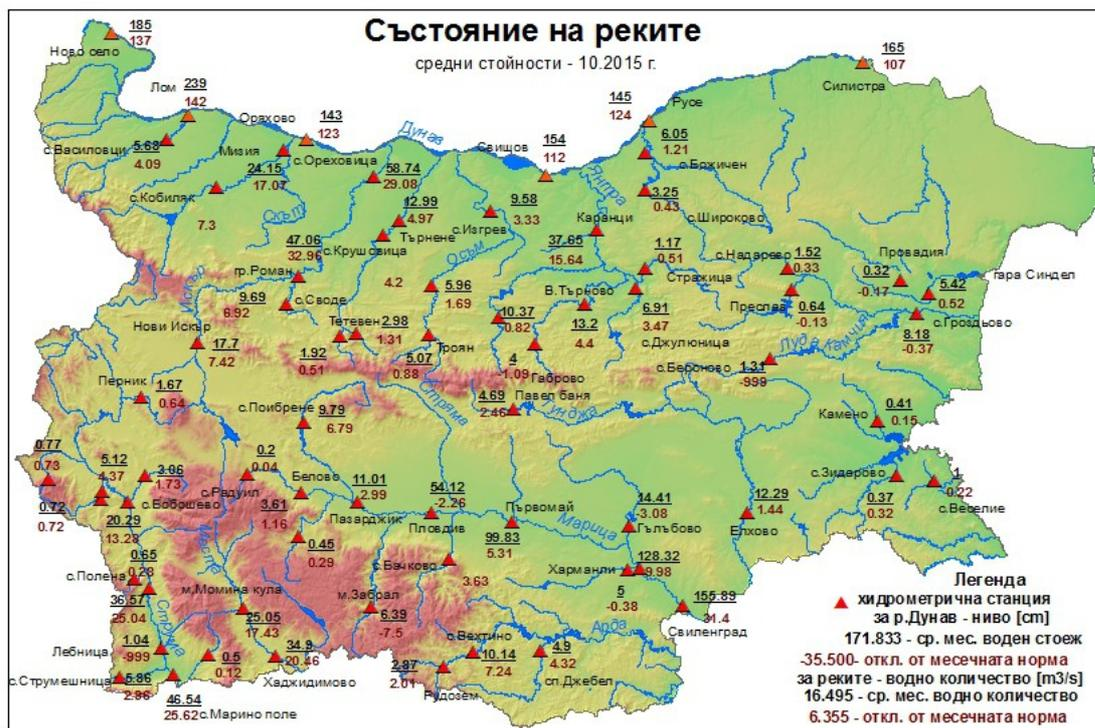 Състояние на реките
средни стойности - 10.2015 г.
185
137
Ново село
165
107
Силистра
Лом
239
142
145
124
Русе
Оряхово
143
123
Дунав
Свищов
154
112
6.05
1.21
с.Божичен
с.Василовци
5.68
4.09
Мизия
24.15
17.07
с.Ореховица
58.74
29.08
Янтра
3.25
0.43
с.Широково
с.Кобиляк
7.3
Скът
12.99
4.97
Търнене
с.Изгрев
9.58
3.33
Каранци
37.65
15.64
47.06
32.96
с.Крушовица
Осъм
1.17
0.51
Стражица
с.Надарево
1.52
0.33
Провадия
0.32
-0.17
гара Синдел
5.42
0.52
гр.Роман
4.2
5.96
1.69
В.Търново
Преслав
0.64
-0.13
с.Гроздьово
Искър
9.69
6.92
с.Своде
10.37
-0.82
13.2
4.4
6.91
3.47
с.Джулюница
8.18
-0.37
Нови Искър
17.7
7.42
Тетевен
2.98
1.31
1.92
0.51
Троян
5.07
0.88
4
-1.09
Габрово
Луда Камчия
с.Бероново
1.31
-999
Перник
1.67
0.64
Стряма
Павел баня
4.69
2.46
Тунджа
с.Поибрене
9.79
6.79
Камено
0.41
0.15
0.77
0.73
5.12
4.37
3.06
1.73
0.2
0.04
с.Радуил
Белово
11.01
2.99
54.12
-2.26
Първомай
14.41
-3.08
12.29
1.44
с.Зидерово
0.37
0.32
1
0.22
с.Веселие
0.72
0.72
с.Бобошево
3.61
1.16
Пазарджик
Пловдив
Марица
Гълъбово
Елхово
20.29
13.28
Места
0.45
0.29
99.83
5.31
128.32
-9.98
0.65
0.28
с.Полена
с.Бачково
3.63
Харманли
5
-0.38
36.57
25.04
м.Момина кула
25.05
17.43
м.Забрал
6.39
-7.5
155.89
31.4
Свиленград
Струма
Арда
1.04
-999
Лебница
34.9
20.46
с.Вехтино
10.14
7.24
4.9
4.32
сп.Джебел
с.Струмешница
5.86
2.86
0.5
0.12
Хаджидимово
2.87
2.01
Рудозем
46.54
25.62
с.Марино поле
Легенда
хидрометрична станция
за р.Дунав - ниво [cm]
171.833 - ср. мес. воден стоеж
-35.500- откл. от месечната норма
за реките - водно количество [m3/s]
16.495 - ср. мес. водно количество
6.355 - откл. от месечната норма